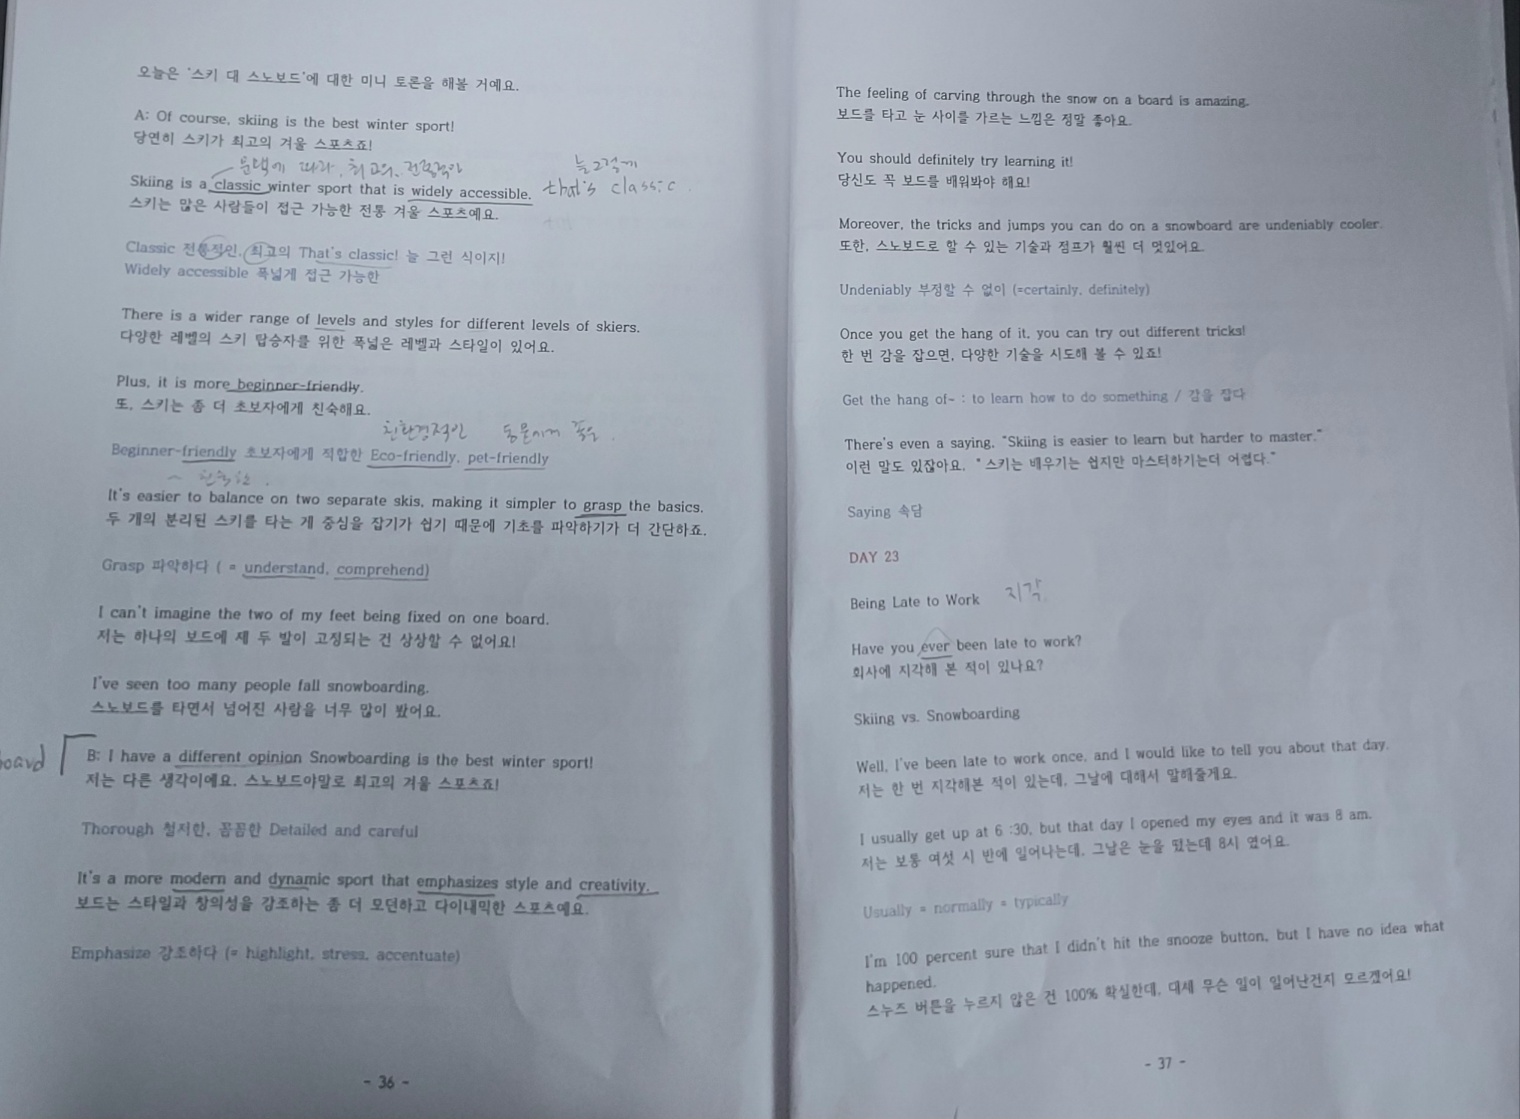 오늘은 '스키 대 스노보드'에 대한 미니 토론을 해볼 거예요.
A: Of course, skiing is the best winter sport!
당연히 스키가 최고의 겨울 스포츠죠!
문맥에 따라, 최고의, 전통적인
늘그렇게
Skiing is a classic winter sport that is widely accessible.
that's classic.
스키는 많은 사람들이 접근 가능한 전통 겨울 스포츠예요.
Classic 전통적인, 최고의 That's classic! 늘 그런 식이지!
Widely accessible 폭넓게 접근 가능한
There is a wider range of levels and styles for different levels of skiers.
다양한 레벨의 스키 탑승자를 위한 폭넓은 레벨과 스타일이 있어요.
Plus, it is more beginner-friendly.
또, 스키는 좀 더 초보자에게 친숙해요.
친환경적인
Beginner-friendly 초보자에게 적합한 Eco-friendly, pet-friendly
It's easier to balance on two separate skis, making it simpler to grasp the basics.
두 개의 분리된 스키를 타는 게 중심을 잡기가 쉽기 때문에 기초를 파악하기가 더 간단하죠.
Grasp 파악하다 ( = understand, comprehend)
I can't imagine the two of my feet being fixed on one board.
저는 하나의 보드에 제 두 발이 고정되는 건 상상할 수 없어요!
I've seen too many people fall snowboarding.
스노보드를 타면서 넘어진 사람을 너무 많이 봤어요.
B: I have a different opinion Snowboarding is the best winter sport!
저는 다른 생각이에요. 스노보드야말로 최고의 겨울 스포츠죠!
Thorough 철저한, 꼼꼼한 Detailed and careful
It's a more modern and dynamic sport that emphasizes style and creativity.
보드는 스타일과 창의성을 강조하는 좀 더 모던하고 다이내믹한 스포츠예요.
Emphasize 강조하다 (= highlight, stress, accentuate)
- 36 -
The feeling of carving through the snow on a board is amazing.
보드를 타고 눈 사이를 가르는 느낌은 정말 좋아요.
You should definitely try learning it!
당신도 꼭 보드를 배워봐야 해요!
Moreover, the tricks and jumps you can do on a snowboard are undeniably cooler.
또한, 스노보드로 할 수 있는 기술과 점프가 훨씬 더 멋있어요.
Undeniably 부정할 수 없이 (=certainly, definitely)
Once you get the hang of it, you can try out different tricks!
한 번 감을 잡으면, 다양한 기술을 시도해 볼 수 있죠!
Get the hang of~ : to learn how to do something / 감을 잡다
There's even a saying, "Skiing is easier to learn but harder to master."
이런 말도 있잖아요, "스키는 배우기는 쉽지만 마스터하기는더 어렵다."
Saying 속담
DAY 23
Being Late to Work 지각
Have you ever been late to work?
회사에 지각해 본 적이 있나요?
Skiing vs. Snowboarding
Well, I've been late to work once, and I would like to tell you about that day.
저는 한 번 지각해본 적이 있는데, 그날에 대해서 말해줄게요.
I usually get up at 6 :30, but that day I opened my eyes and it was 8 am.
저는 보통 여섯 시 반에 일어나는데, 그날은 눈을 떴는데 8시 였어요.
Usually = normally = typically
I'm 100 percent sure that I didn't hit the snooze button, but I have no idea what
happened.
스누즈 버튼을 누르지 않은 건 100% 확실한데, 대체 무슨 일이 일어난건지 모르겠어요!
- 37 -